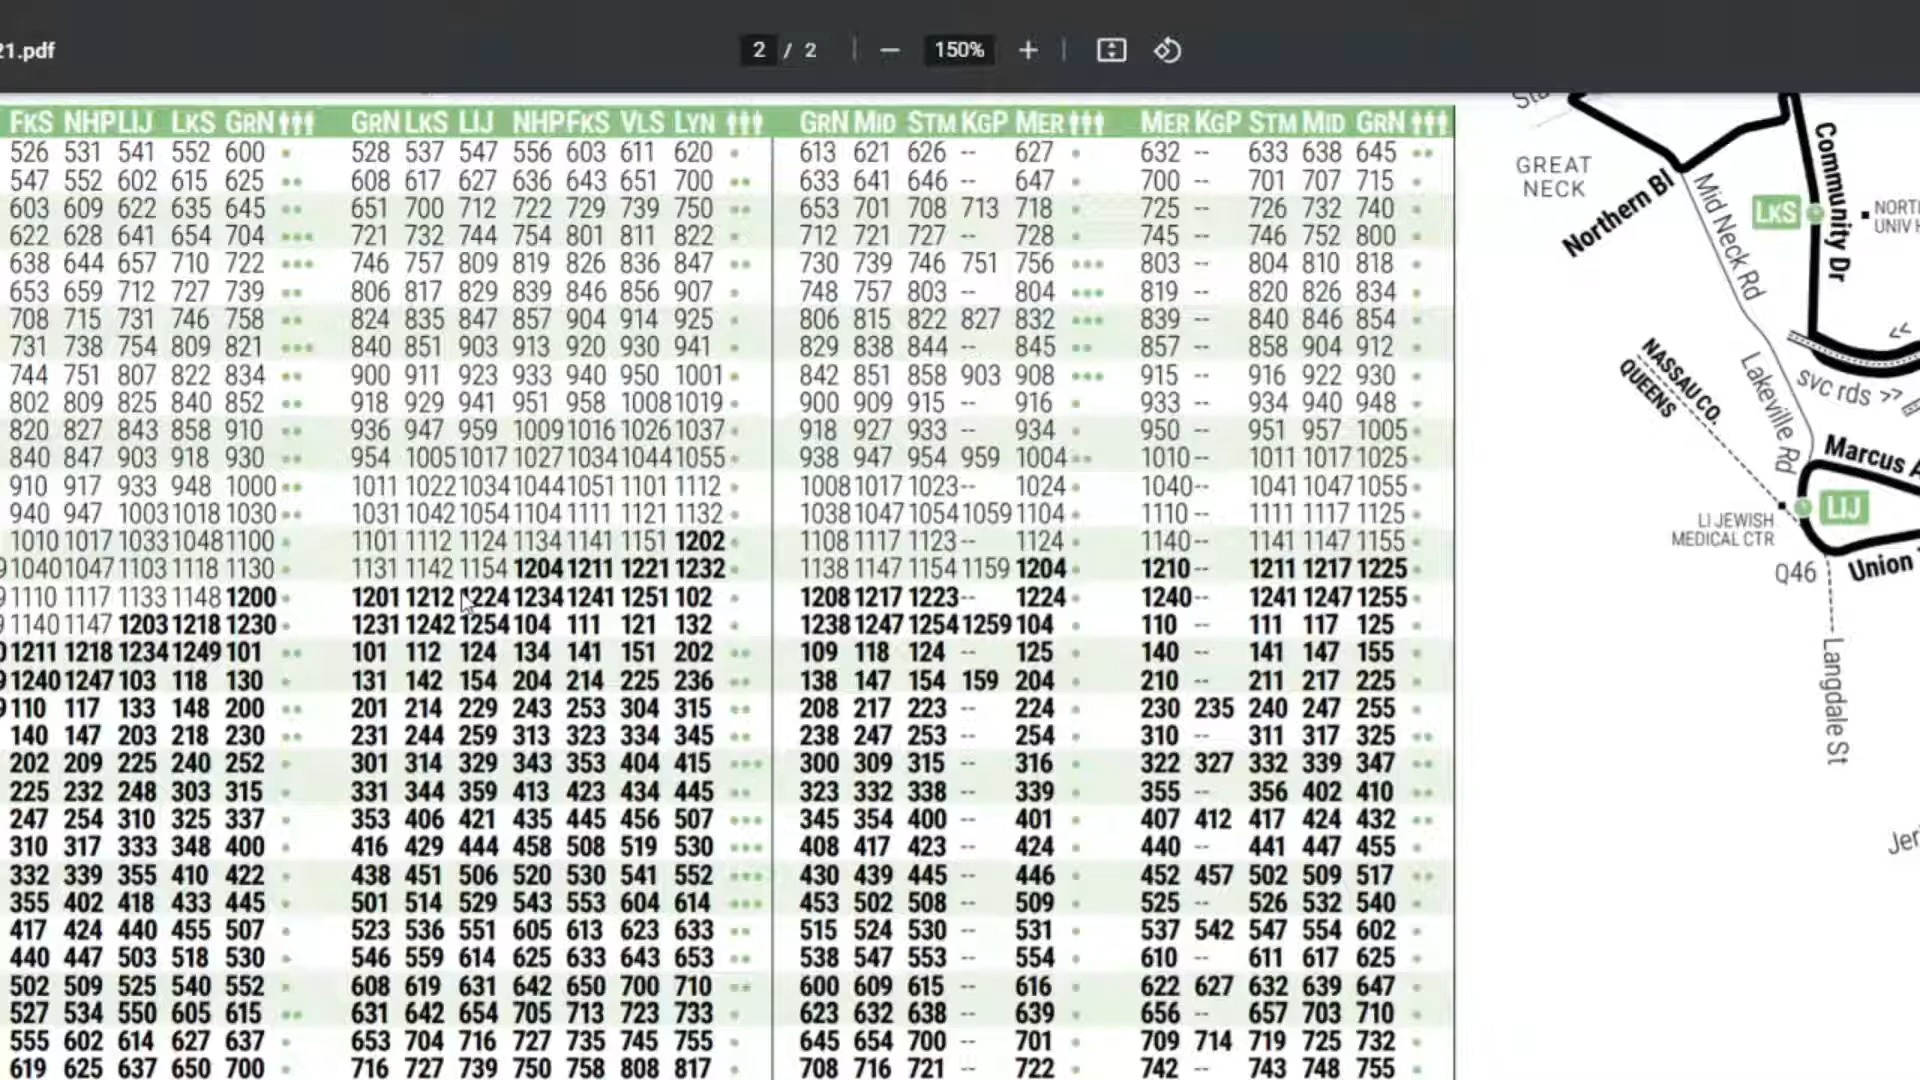 21.pdf 2 / 2 150%
FKS NHP LIJ LKS GRN GRN LKS LIJ NHP FKS VLS LYN GRN MID STM KGP MER MER KGP STM MID GRN
526 531 541 552 600 528 537 547 556 603 611 620 613 621 626 -- 627 632 -- 633 638 645
547 552 602 615 625 608 617 627 636 643 651 700 633 641 646 -- 647 700 -- 701 707 715
603 609 622 635 645 651 700 712 722 729 739 750 653 701 708 713 718 725 -- 726 732 740
622 628 641 654 704 721 732 744 754 801 811 822 712 721 727 -- 728 745 -- 746 752 800
638 644 657 710 722 746 757 809 819 826 836 847 730 739 746 751 756 803 -- 804 810 818
653 659 712 727 739 806 817 829 839 846 856 907 748 757 803 -- 804 819 -- 820 826 834
708 715 731 746 758 824 835 847 857 904 914 925 806 815 822 827 832 839 -- 840 846 854
731 738 754 809 821 840 851 903 913 920 930 941 829 838 844 -- 845 857 -- 858 904 912
744 751 807 822 834 900 911 923 933 940 950 1001 842 851 858 903 908 915 -- 916 922 930
802 809 825 840 852 918 929 941 951 958 1008 1019 900 909 915 -- 916 933 -- 934 940 948
820 827 843 858 910 936 947 959 1009 1016 1026 1037 918 927 933 -- 934 950 -- 951 957 1005
840 847 903 918 930 954 1005 1017 1027 1034 1044 1055 938 947 954 959 1004 1010 -- 1011 1017 1025
910 917 933 948 1000 1011 1022 1034 1044 1051 1101 1112 1008 1017 1023 -- 1024 1040 -- 1041 1047 1055
940 947 1003 1018 1030 1031 1042 1054 1104 1111 1121 1132 1038 1047 1054 1059 1104 1110 -- 1111 1117 1125
1010 1017 1033 1048 1100 1101 1112 1124 1134 1141 1151 1202 1108 1117 1123 -- 1124 1140 -- 1141 1147 1155
9 1040 1047 1103 1118 1130 1131 1142 1154 1204 1211 1221 1232 1138 1147 1154 1159 1204 1210 -- 1211 1217 1225
9 1110 1117 1133 1148 1200 1201 1212 1224 1234 1241 1251 102 1208 1217 1223 -- 1224 1240 -- 1241 1247 1255
9 1140 1147 1203 1218 1230 1231 1242 1254 104 111 121 132 1238 1247 1254 1259 104 110 -- 111 117 125
0 1211 1218 1234 1249 101 101 112 124 134 141 151 202 109 118 124 -- 125 140 -- 141 147 155
9 1240 1247 103 118 130 131 142 154 204 214 225 236 138 147 154 159 204 210 -- 211 217 225
9 110 117 133 148 200 201 214 229 243 253 304 315 208 217 223 -- 224 230 235 240 247 255
140 147 203 218 230 231 244 259 313 323 334 345 238 247 253 -- 254 310 -- 311 317 325
202 209 225 240 252 301 314 329 343 353 404 415 300 309 315 -- 316 322 327 332 339 347
225 232 248 303 315 331 344 359 413 423 434 445 323 332 338 -- 339 355 -- 356 402 410
247 254 310 325 337 353 406 421 435 445 456 507 345 354 400 -- 401 407 412 417 424 432
310 317 333 348 400 416 429 444 458 508 519 530 408 417 423 -- 424 440 -- 441 447 455
332 339 355 410 422 438 451 506 520 530 541 552 430 439 445 -- 446 452 457 502 509 517
355 402 418 433 445 501 514 529 543 553 604 614 453 502 508 -- 509 525 -- 526 532 540
417 424 440 455 507 523 536 551 605 613 623 633 515 524 530 -- 531 537 542 547 554 602
440 447 503 518 530 546 559 614 625 633 643 653 538 547 553 -- 554 610 -- 611 617 625
502 509 525 540 552 608 619 631 642 650 700 710 600 609 615 -- 616 622 627 632 639 647
527 534 550 605 615 631 642 654 705 713 723 733 623 632 638 -- 639 656 -- 657 703 710
555 602 614 627 637 653 704 716 727 735 745 755 645 654 700 -- 701 709 714 719 725 732
619 625 637 650 700 716 727 739 750 758 808 817 708 716 721 -- 722 742 -- 743 748 755
GREAT
NECK
Northern Bl
Mid Neck Rd
Community Dr
LKS
NORT
UNIV H
<<
svc rds >>
NASSAU CO.
QUEENS
Lakeville Rd
Marcus A
LIJ
LI JEWISH
MEDICAL CTR
Q46
Union T
Langdale St
Jer